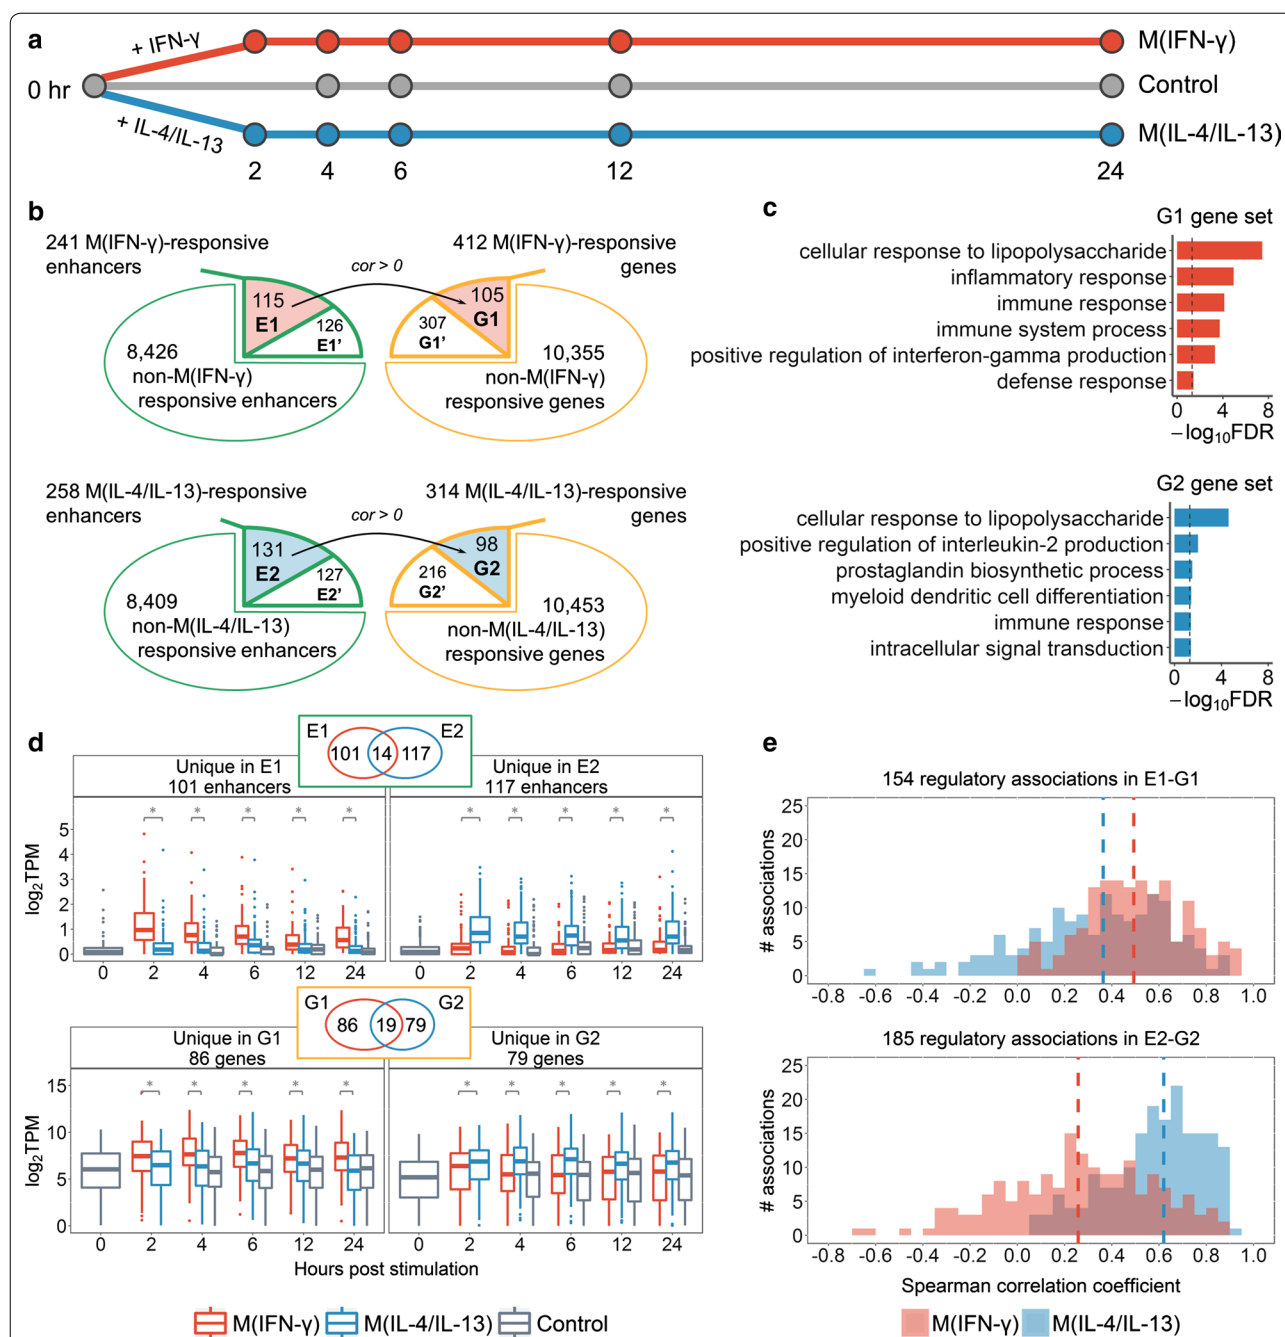 a
+ IFN-γ
M(IFN-γ)
0 hr
Control
+ IL-4/IL-13
M(IL-4/IL-13)
2 4 6 12 24
b
241 M(IFN-γ)-responsive
enhancers
412 M(IFN-γ)-responsive
genes
cor > 0
115
E1
126
E1'
105
G1
307
G1'
8,426
non-M(IFN-γ)
responsive enhancers
10,355
non-M(IFN-γ)
responsive genes
258 M(IL-4/IL-13)-responsive
enhancers
314 M(IL-4/IL-13)-responsive
genes
cor > 0
131
E2
127
E2'
98
G2
216
G2'
8,409
non-M(IL-4/IL-13)
responsive enhancers
10,453
non-M(IL-4/IL-13)
responsive genes
c
G1 gene set
cellular response to lipopolysaccharide
inflammatory response
immune response
immune system process
positive regulation of interferon-gamma production
defense response
0 4 8
−log₁₀FDR
G2 gene set
cellular response to lipopolysaccharide
positive regulation of interleukin-2 production
prostaglandin biosynthetic process
myeloid dendritic cell differentiation
immune response
intracellular signal transduction
0 4 8
−log₁₀FDR
d
E1 E2
101 14 117
Unique in E1
101 enhancers
Unique in E2
117 enhancers
* * * * * * * * * *
log₂TPM
5
4
3
2
1
0
0 2 4 6 12 24 0 2 4 6 12 24
G1 G2
86 19 79
Unique in G1
86 genes
Unique in G2
79 genes
* * * * * * * * * *
log₂TPM
15
10
5
0
0 2 4 6 12 24 0 2 4 6 12 24
Hours post stimulation
M(IFN-γ) M(IL-4/IL-13) Control
e
154 regulatory associations in E1-G1
# associations
25
20
15
10
5
0
-0.8 -0.6 -0.4 -0.2 0.0 0.2 0.4 0.6 0.8 1.0
185 regulatory associations in E2-G2
# associations
25
20
15
10
5
0
-0.8 -0.6 -0.4 -0.2 0.0 0.2 0.4 0.6 0.8 1.0
Spearman correlation coefficient
M(IFN-γ) M(IL-4/IL-13)